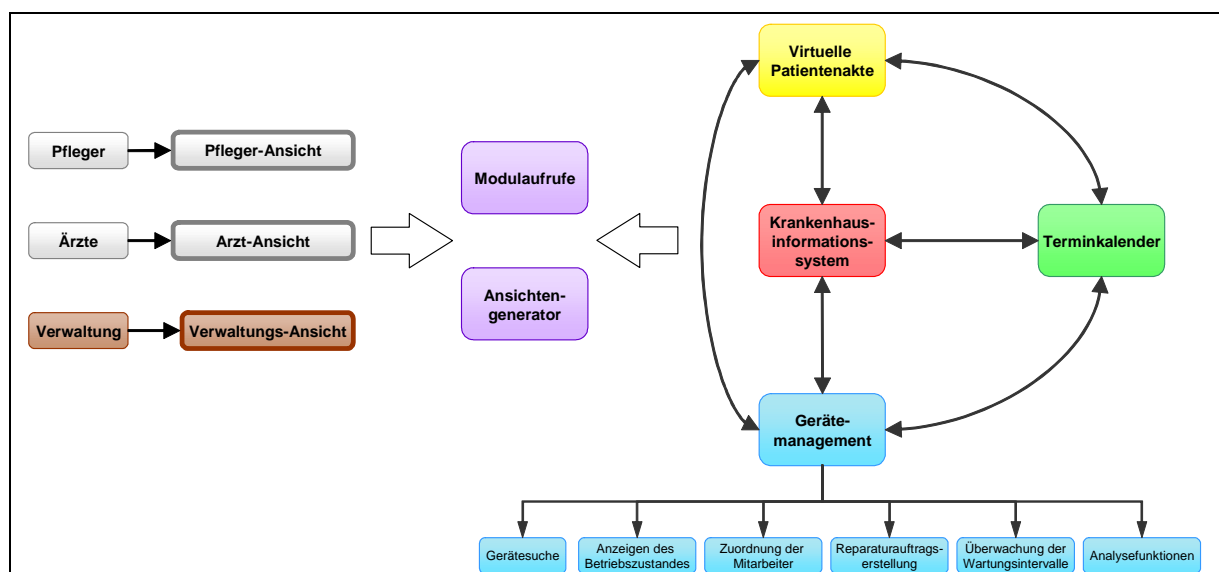 Virtuelle
Patientenakte
Pfleger
Pfleger-Ansicht
Modulaufrufe
Ärzte
Arzt-Ansicht
Krankenhaus-
informations-
system
Terminkalender
Ansichten-
generator
Verwaltung
Verwaltungs-Ansicht
Geräte-
management
Gerätesuche
Anzeigen des
Betriebszustandes
Zuordnung der
Mitarbeiter
Reparaturauftrags-
erstellung
Überwachung der
Wartungsintervalle
Analysefunktionen